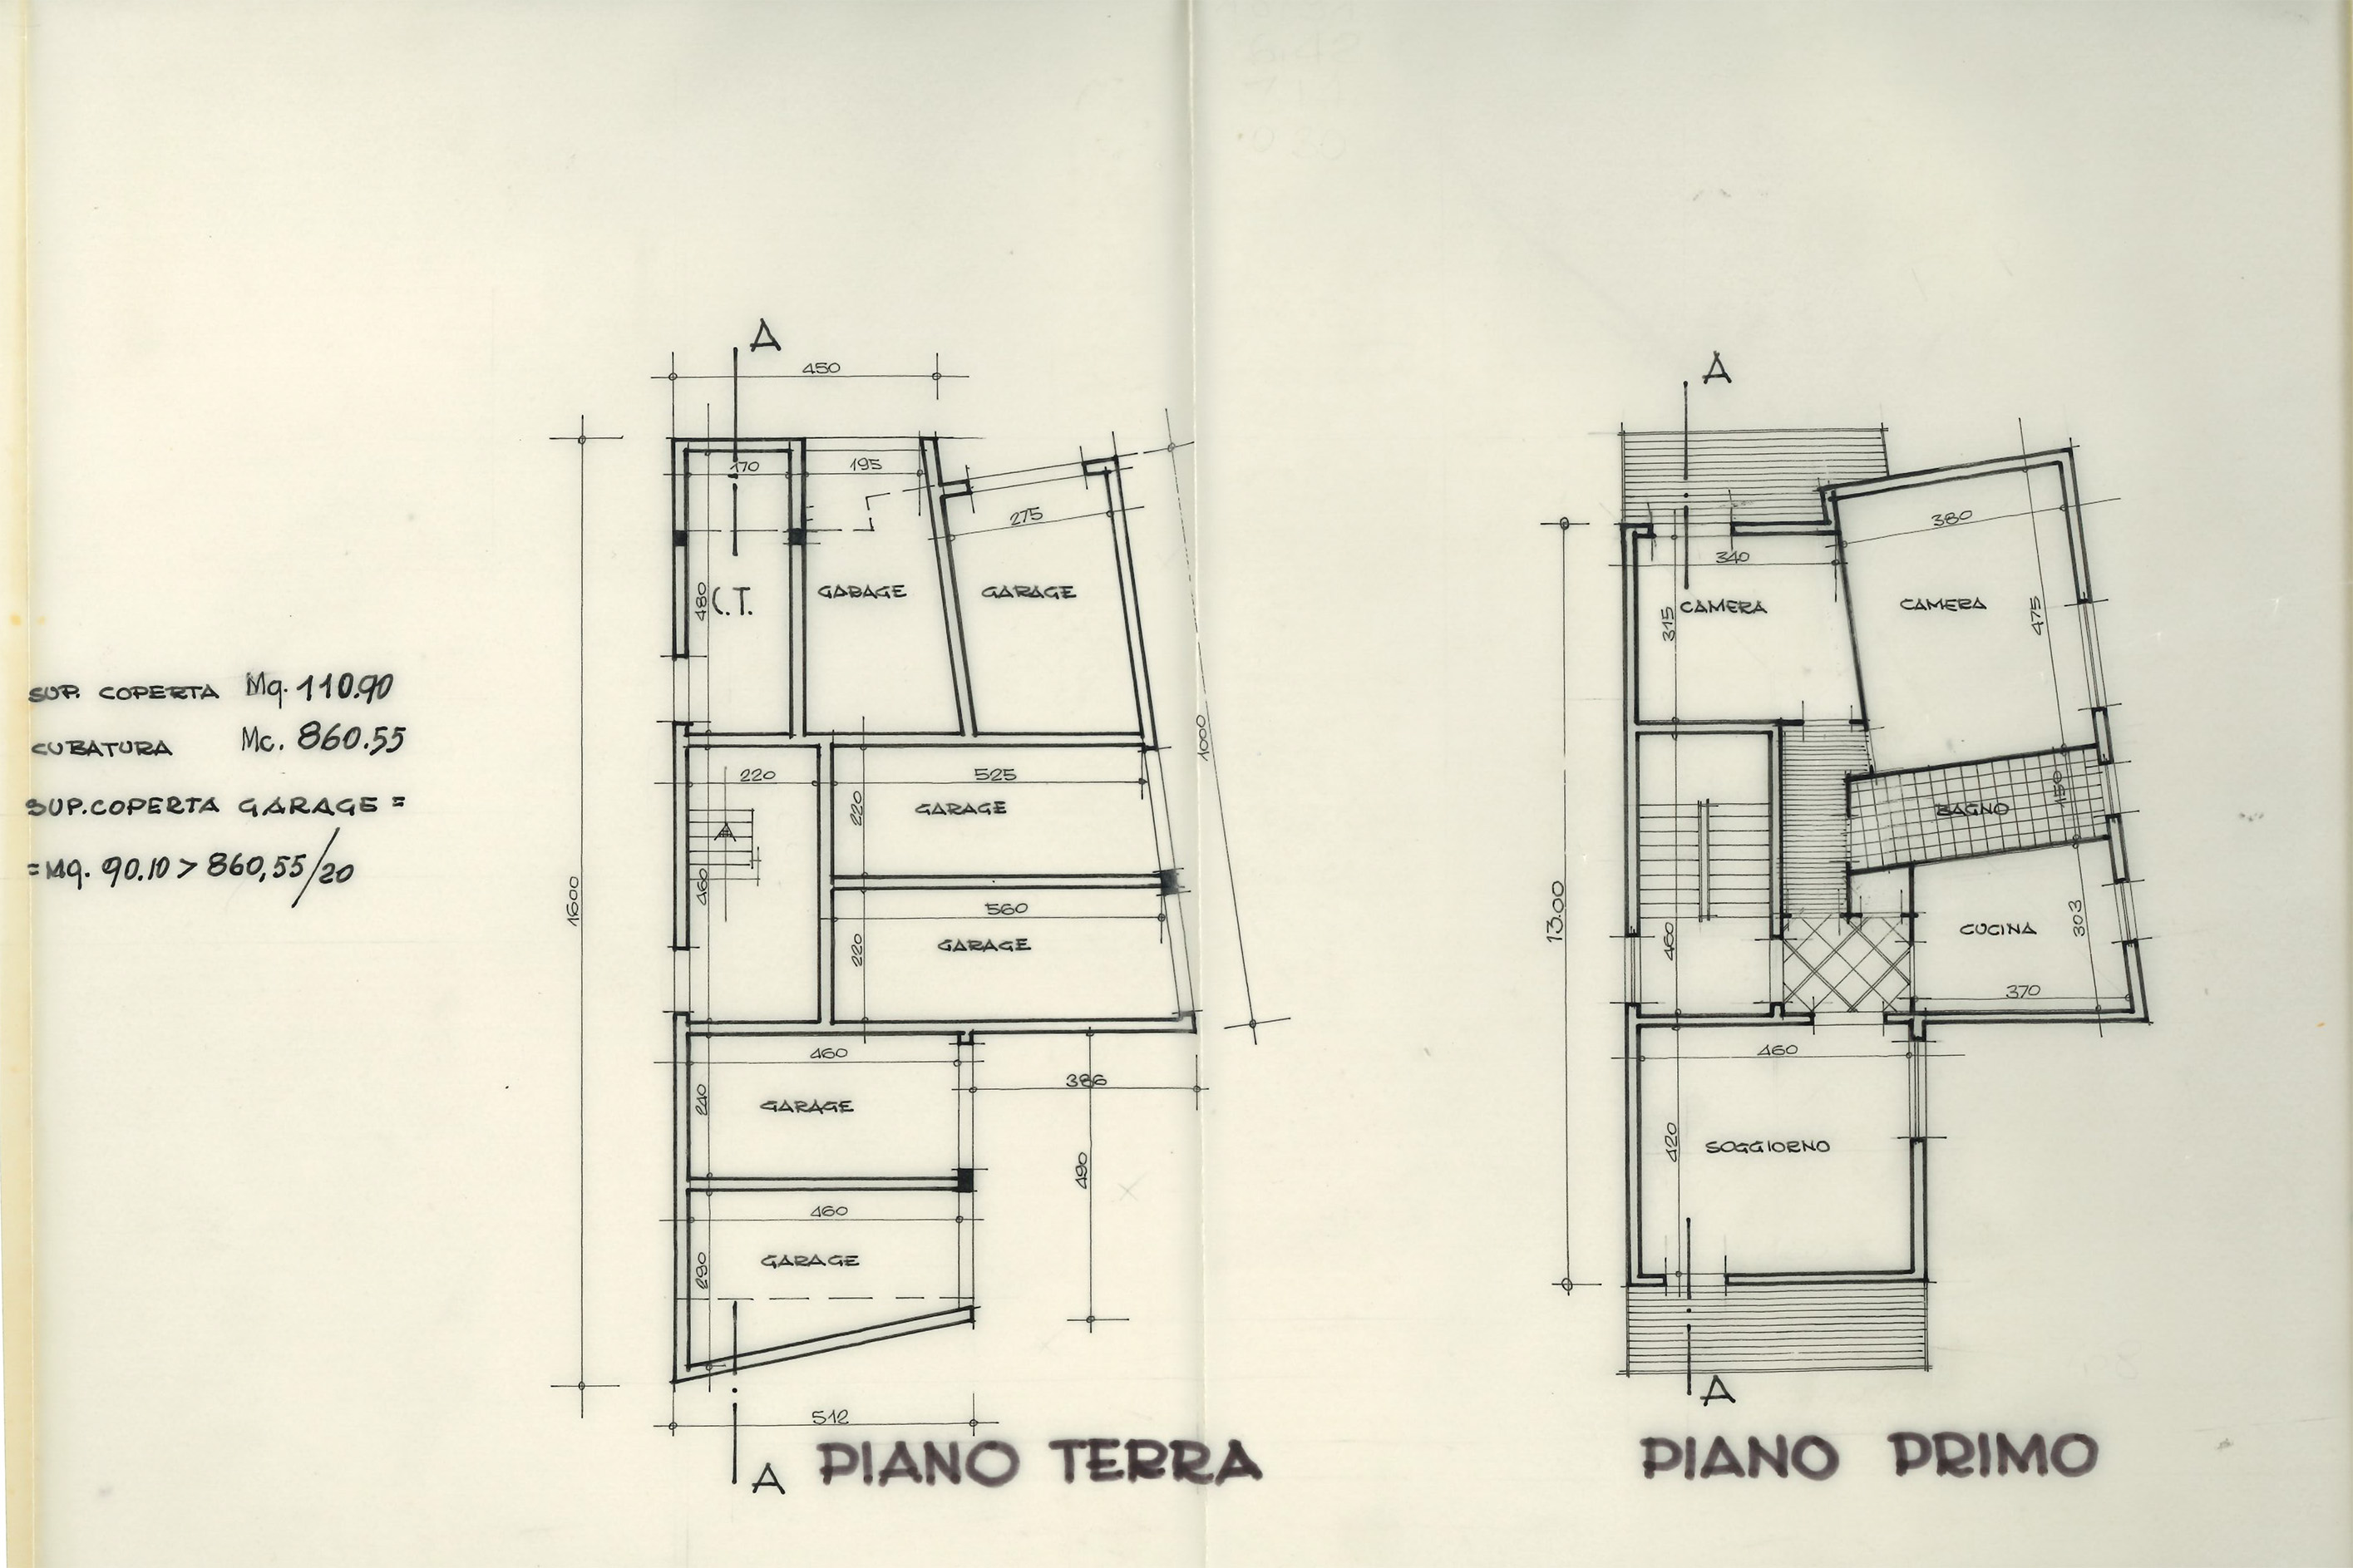 SUP. COPERTA Mq. 110.90
CUBATURA Mc. 860.55
SUP. COPERTA GARAGE =
= Mq. 90.10 > 860,55/20
A
450
170
195
275
480
C.T.
GARAGE
GARAGE
1600
1000
220
525
220
GARAGE
A
460
560
220
GARAGE
460
386
240
GARAGE
490
460
290
GARAGE
512
A
PIANO TERRA
A
380
340
315
CAMERA
CAMERA
475
13.00
150
BAGNO
460
CUCINA
303
370
460
420
SOGGIORNO
A
PIANO PRIMO